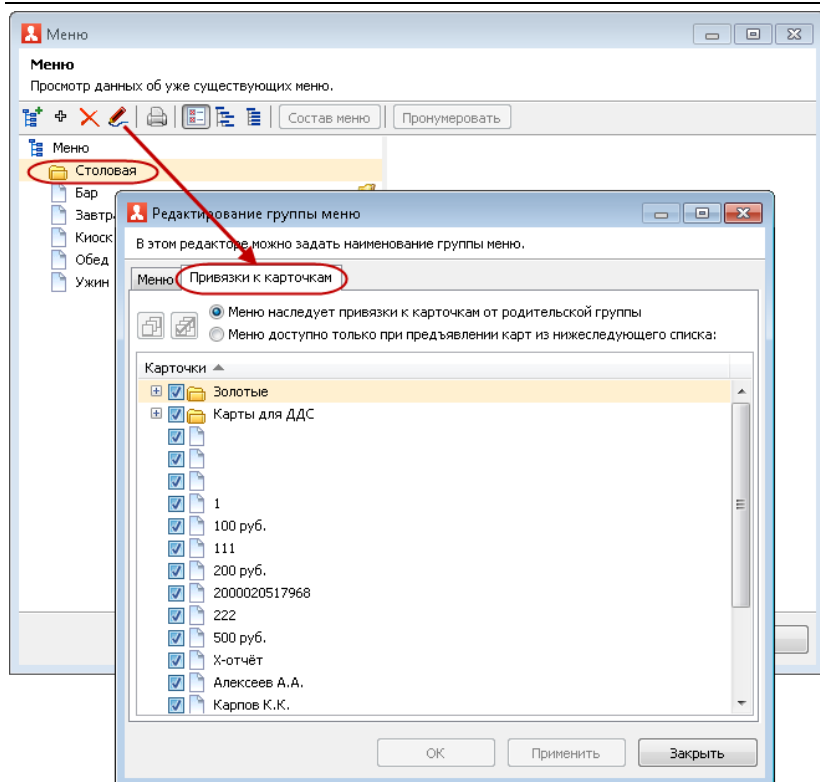 Меню
Меню
Просмотр данных об уже существующих меню.
Состав меню
Пронумеровать
Меню
Столовая
Бар
Завтр
Киоск
Обед
Ужин
Редактирование группы меню
В этом редакторе можно задать наименование группы меню.
Меню
Привязки к карточкам
Меню наследует привязки к карточкам от родительской группы
Меню доступно только при предъявлении карт из нижеследующего списка:
Карточки
Золотые
Карты для ДДС
1
100 руб.
111
200 руб.
2000020517968
222
500 руб.
X-отчёт
Алексеев А.А.
Карпов К.К.
ОК
Применить
Закрыть